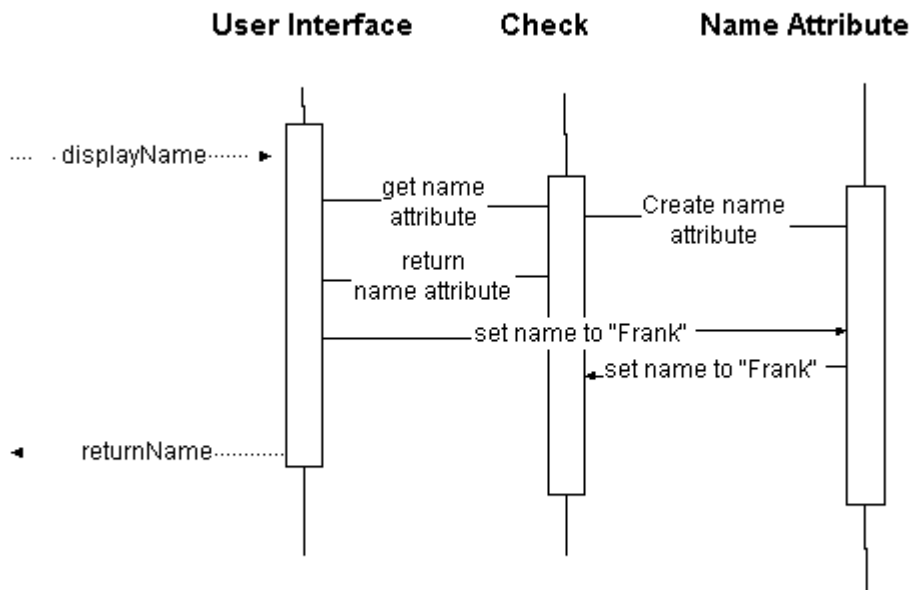 User Interface
Check
Name Attribute
displayName
get name
attribute
Create name
attribute
return
name attribute
set name to "Frank"
set name to "Frank"
returnName